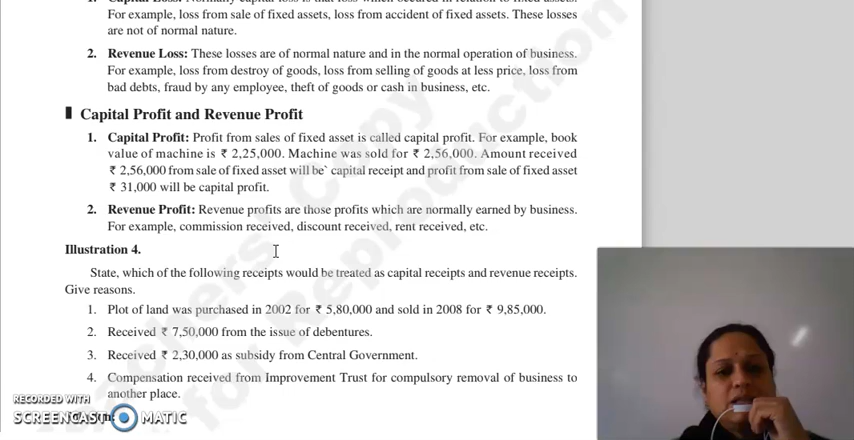 For example, loss from sale of fixed assets, loss from accident of fixed assets. These losses
are not of normal nature.
2. Revenue Loss: These losses are of normal nature and in the normal operation of business.
For example, loss from destroy of goods, loss from selling of goods at less price, loss from
bad debts, fraud by any employee, theft of goods or cash in business, etc.
Capital Profit and Revenue Profit
1. Capital Profit: Profit from sales of fixed asset is called capital profit. For example, book
value of machine is ₹ 2,25,000. Machine was sold for ₹ 2,56,000. Amount received
₹ 2,56,000 from sale of fixed asset will be` capital receipt and profit from sale of fixed asset
₹ 31,000 will be capital profit.
2. Revenue Profit: Revenue profits are those profits which are normally earned by business.
For example, commission received, discount received, rent received, etc.
Illustration 4.
State, which of the following receipts would be treated as capital receipts and revenue receipts.
Give reasons.
1. Plot of land was purchased in 2002 for ₹ 5,80,000 and sold in 2008 for ₹ 9,85,000.
2. Received ₹ 7,50,000 from the issue of debentures.
3. Received ₹ 2,30,000 as subsidy from Central Government.
4. Compensation received from Improvement Trust for compulsory removal of business to
another place.
RECORDED WITH
SCREENCAST MATIC